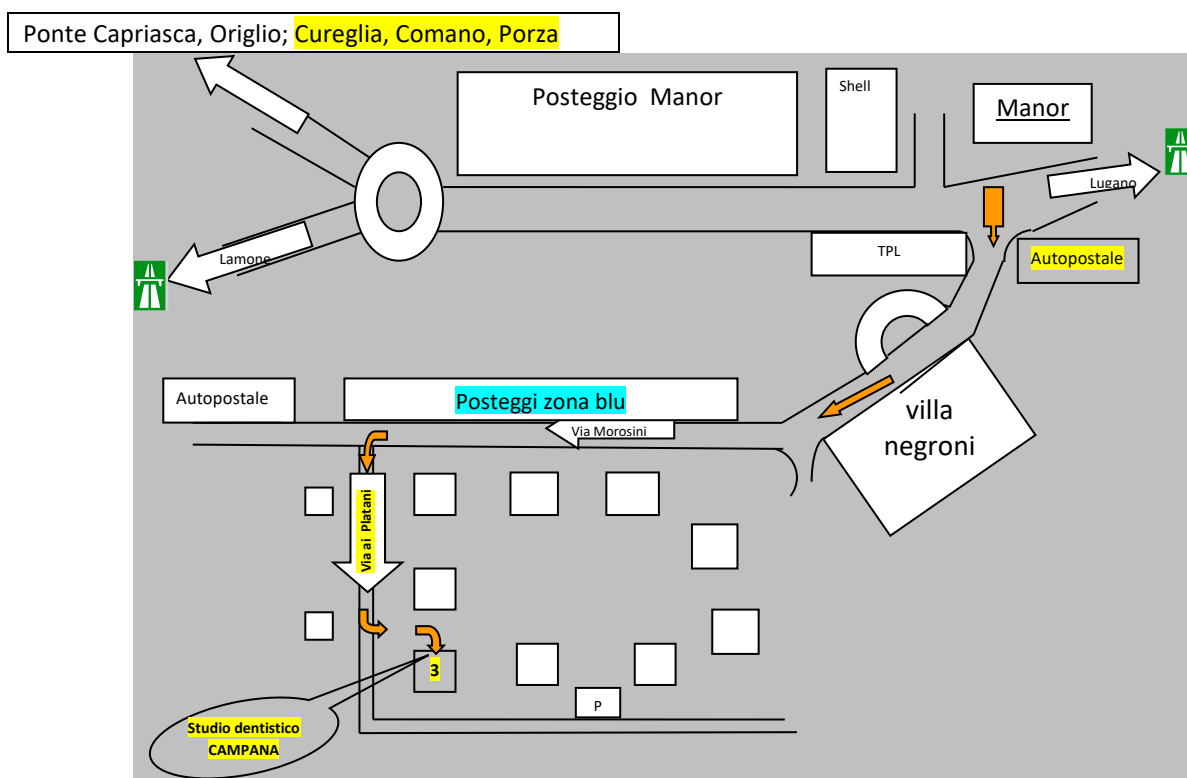 Ponte Capriasca, Origlio; Cureglia, Comano, Porza
Posteggio Manor
Shell
Manor
Lugano
TPL
Autopostale
Lamone
Autopostale
Posteggi zona blu
villa
negroni
Via Morosini
Via ai Platani
3
P
Studio dentistico
CAMPANA